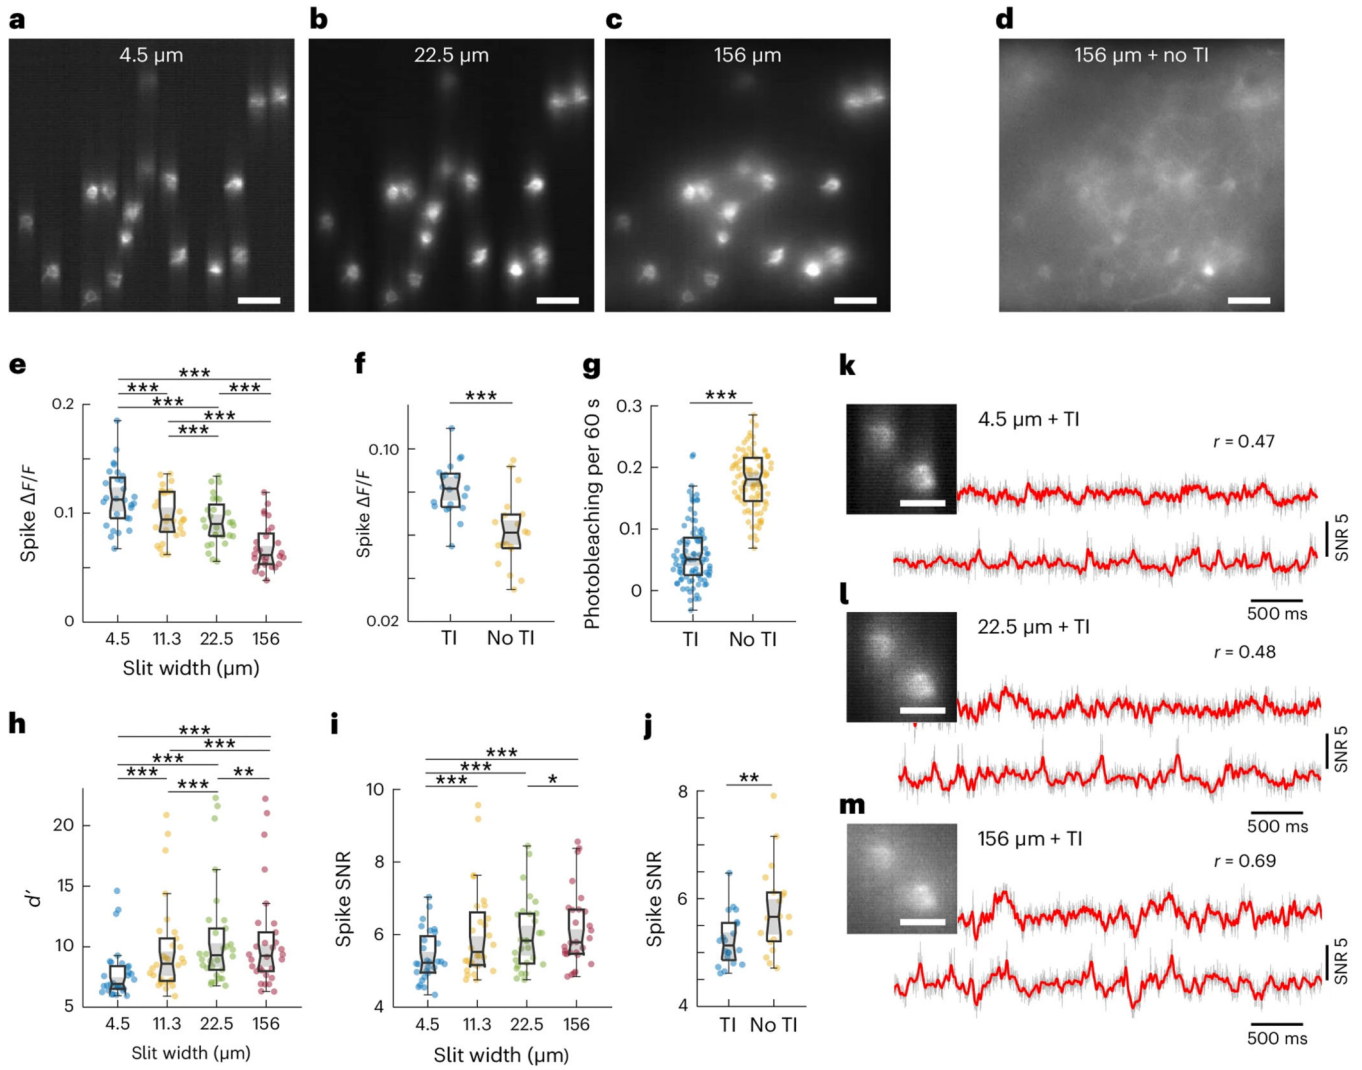 a
4.5 µm
b
22.5 µm
c
156 µm
d
156 µm + no TI
e
***
***
***
***
***
***
0.2
0.1
0
Spike ΔF/F
4.5
11.3
22.5
156
Slit width (µm)
f
***
0.10
0.02
Spike ΔF/F
TI
No TI
g
***
0.3
0.2
0.1
0
Photobleaching per 60 s
TI
No TI
h
***
***
***
***
**
***
20
15
10
5
d′
4.5
11.3
22.5
156
Slit width (µm)
i
***
***
***
*
10
8
6
4
Spike SNR
4.5
11.3
22.5
156
Slit width (µm)
j
**
8
6
4
Spike SNR
TI
No TI
k
4.5 µm + TI
r = 0.47
SNR 5
500 ms
l
22.5 µm + TI
r = 0.48
SNR 5
500 ms
m
156 µm + TI
r = 0.69
SNR 5
500 ms